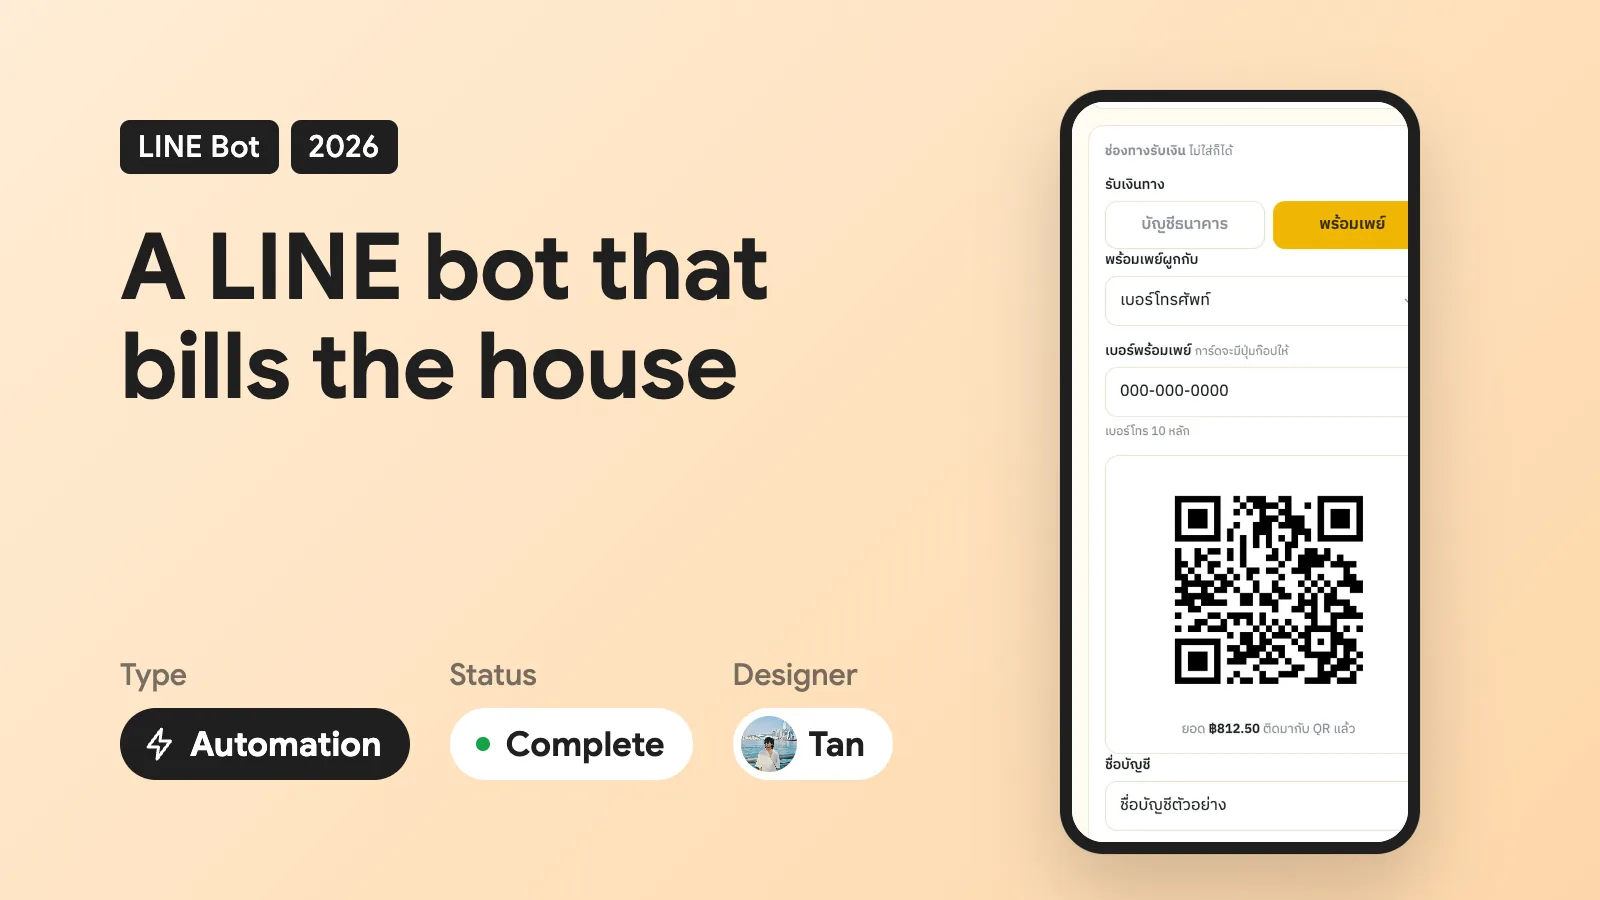 LINE Bot
2026
A LINE bot that
bills the house
Type
Automation
Status
Complete
Designer
Tan
ช่องทางรับเงิน ไม่ใส่ก็ได้
รับเงินทาง
บัญชีธนาคาร
พร้อมเพย์
พร้อมเพย์ผูกกับ
เบอร์โทรศัพท์
เบอร์พร้อมเพย์ การ์ดจะมีปุ่มก๊อปให้
000-000-0000
เบอร์โทร 10 หลัก
ยอด ฿812.50 ติดมากับ QR แล้ว
ชื่อบัญชี
ชื่อบัญชีตัวอย่าง